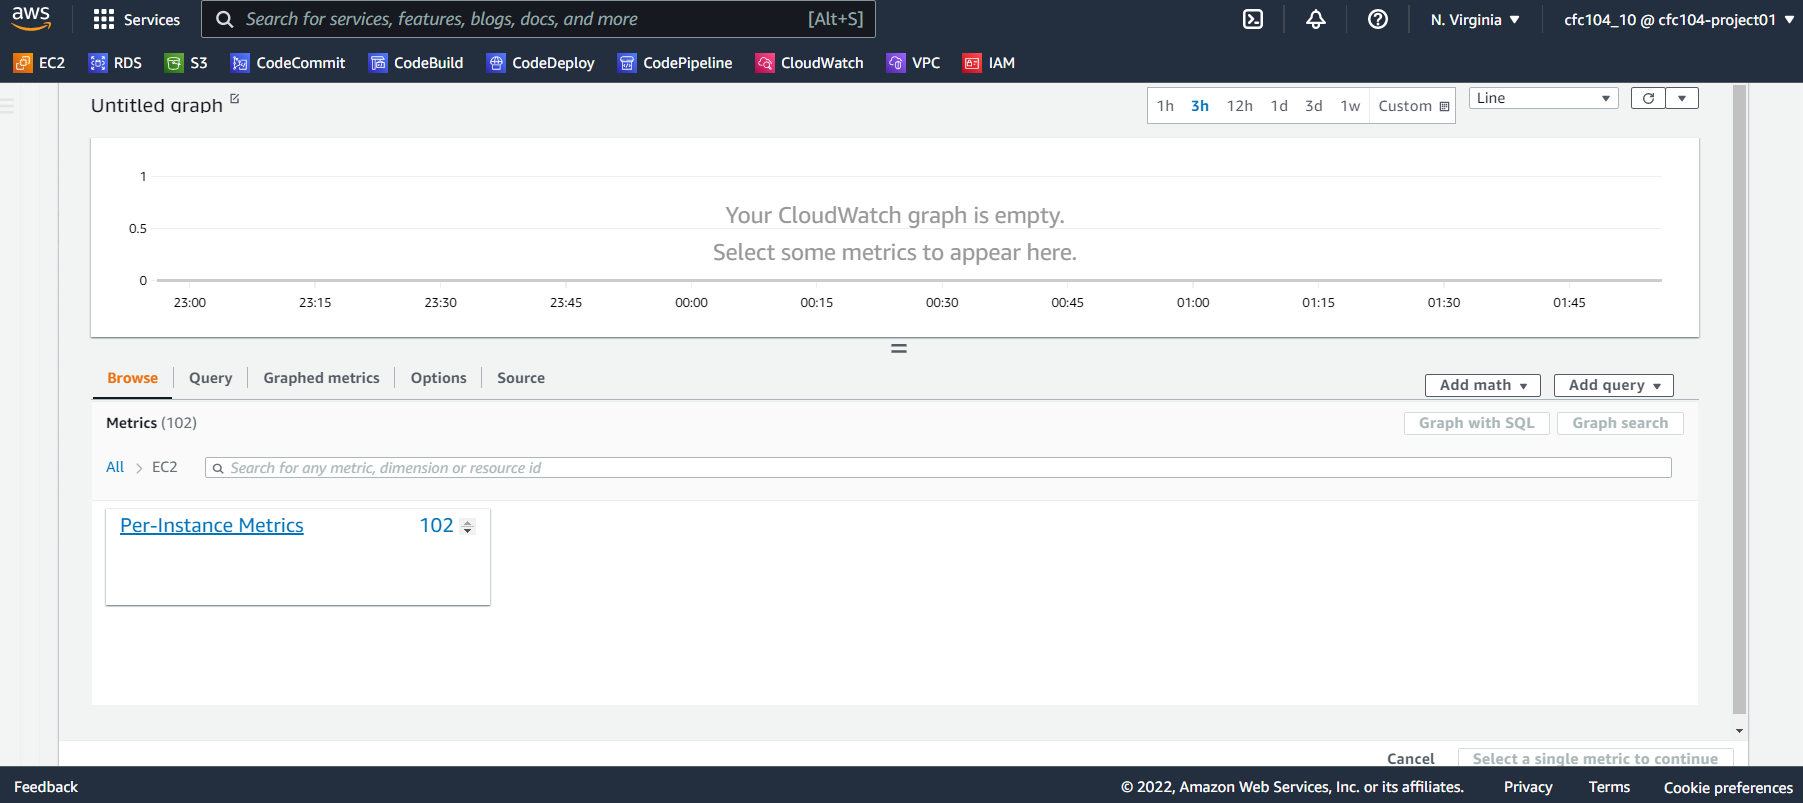 aws Services Search for services, features, blogs, docs, and more [Alt+S] N. Virginia cfc104_10 @ cfc104-project01
EC2 RDS S3 CodeCommit CodeBuild CodeDeploy CodePipeline CloudWatch VPC IAM
Untitled graph 1h 3h 12h 1d 3d 1w Custom Line
1
Your CloudWatch graph is empty.
0.5
Select some metrics to appear here.
0
23:00 23:15 23:30 23:45 00:00 00:15 00:30 00:45 01:00 01:15 01:30 01:45
Browse Query Graphed metrics Options Source Add math Add query
Metrics (102) Graph with SQL Graph search
All EC2 Search for any metric, dimension or resource id
Per-Instance Metrics 102
Cancel Select a single metric to continue
Feedback © 2022, Amazon Web Services, Inc. or its affiliates. Privacy Terms Cookie preferences